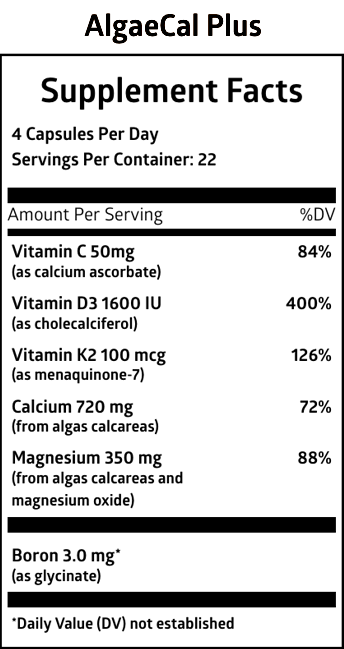 AlgaeCal Plus
Supplement Facts
4 Capsules Per Day
Servings Per Container: 22
Amount Per Serving %DV
Vitamin C 50mg 84%
(as calcium ascorbate)
Vitamin D3 1600 IU 400%
(as cholecalciferol)
Vitamin K2 100 mcg 126%
(as menaquinone-7)
Calcium 720 mg 72%
(from algas calcareas)
Magnesium 350 mg 88%
(from algas calcareas and
magnesium oxide)
Boron 3.0 mg*
(as glycinate)
*Daily Value (DV) not established